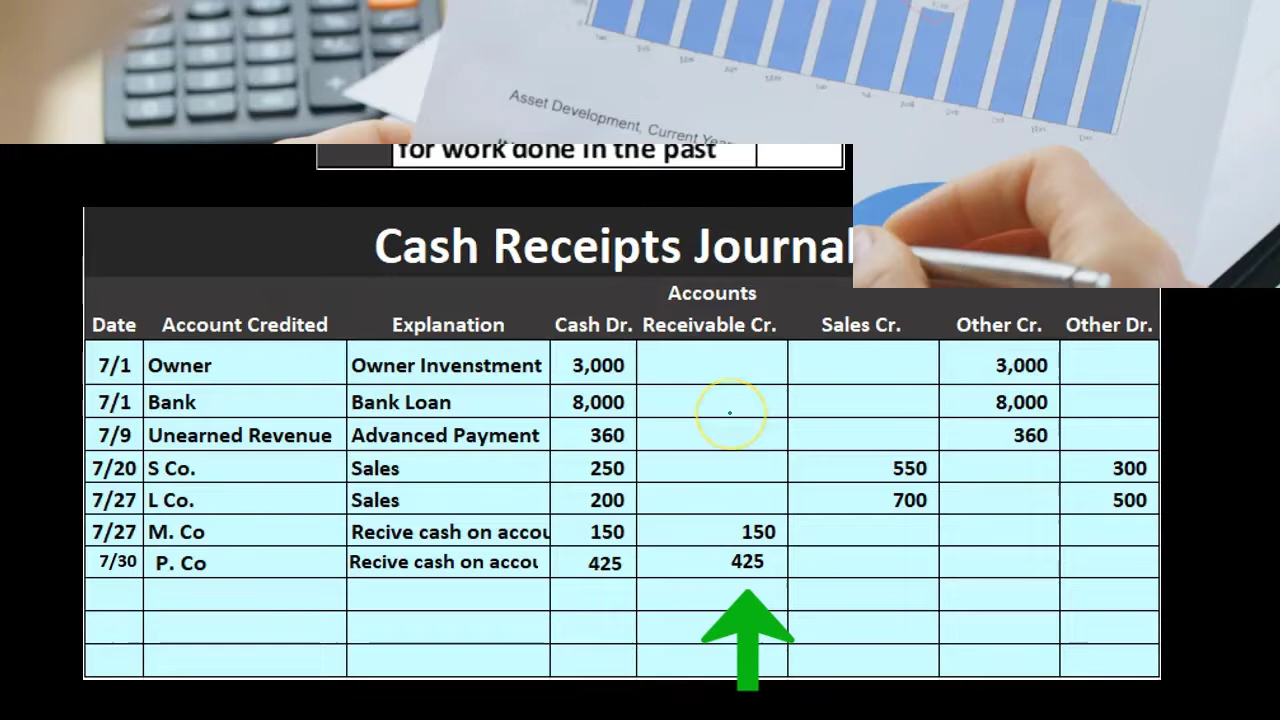 Asset Development, Current Year
for work done in the past
Cash Receipts Journal
Accounts
Date Account Credited Explanation Cash Dr. Receivable Cr. Sales Cr. Other Cr. Other Dr.
7/1 Owner Owner Invenstment 3,000 3,000
7/1 Bank Bank Loan 8,000 8,000
7/9 Unearned Revenue Advanced Payment 360 360
7/20 S Co. Sales 250 550 300
7/27 L Co. Sales 200 700 500
7/27 M. Co Recive cash on accou 150 150
7/30 P. Co Recive cash on accou 425 425